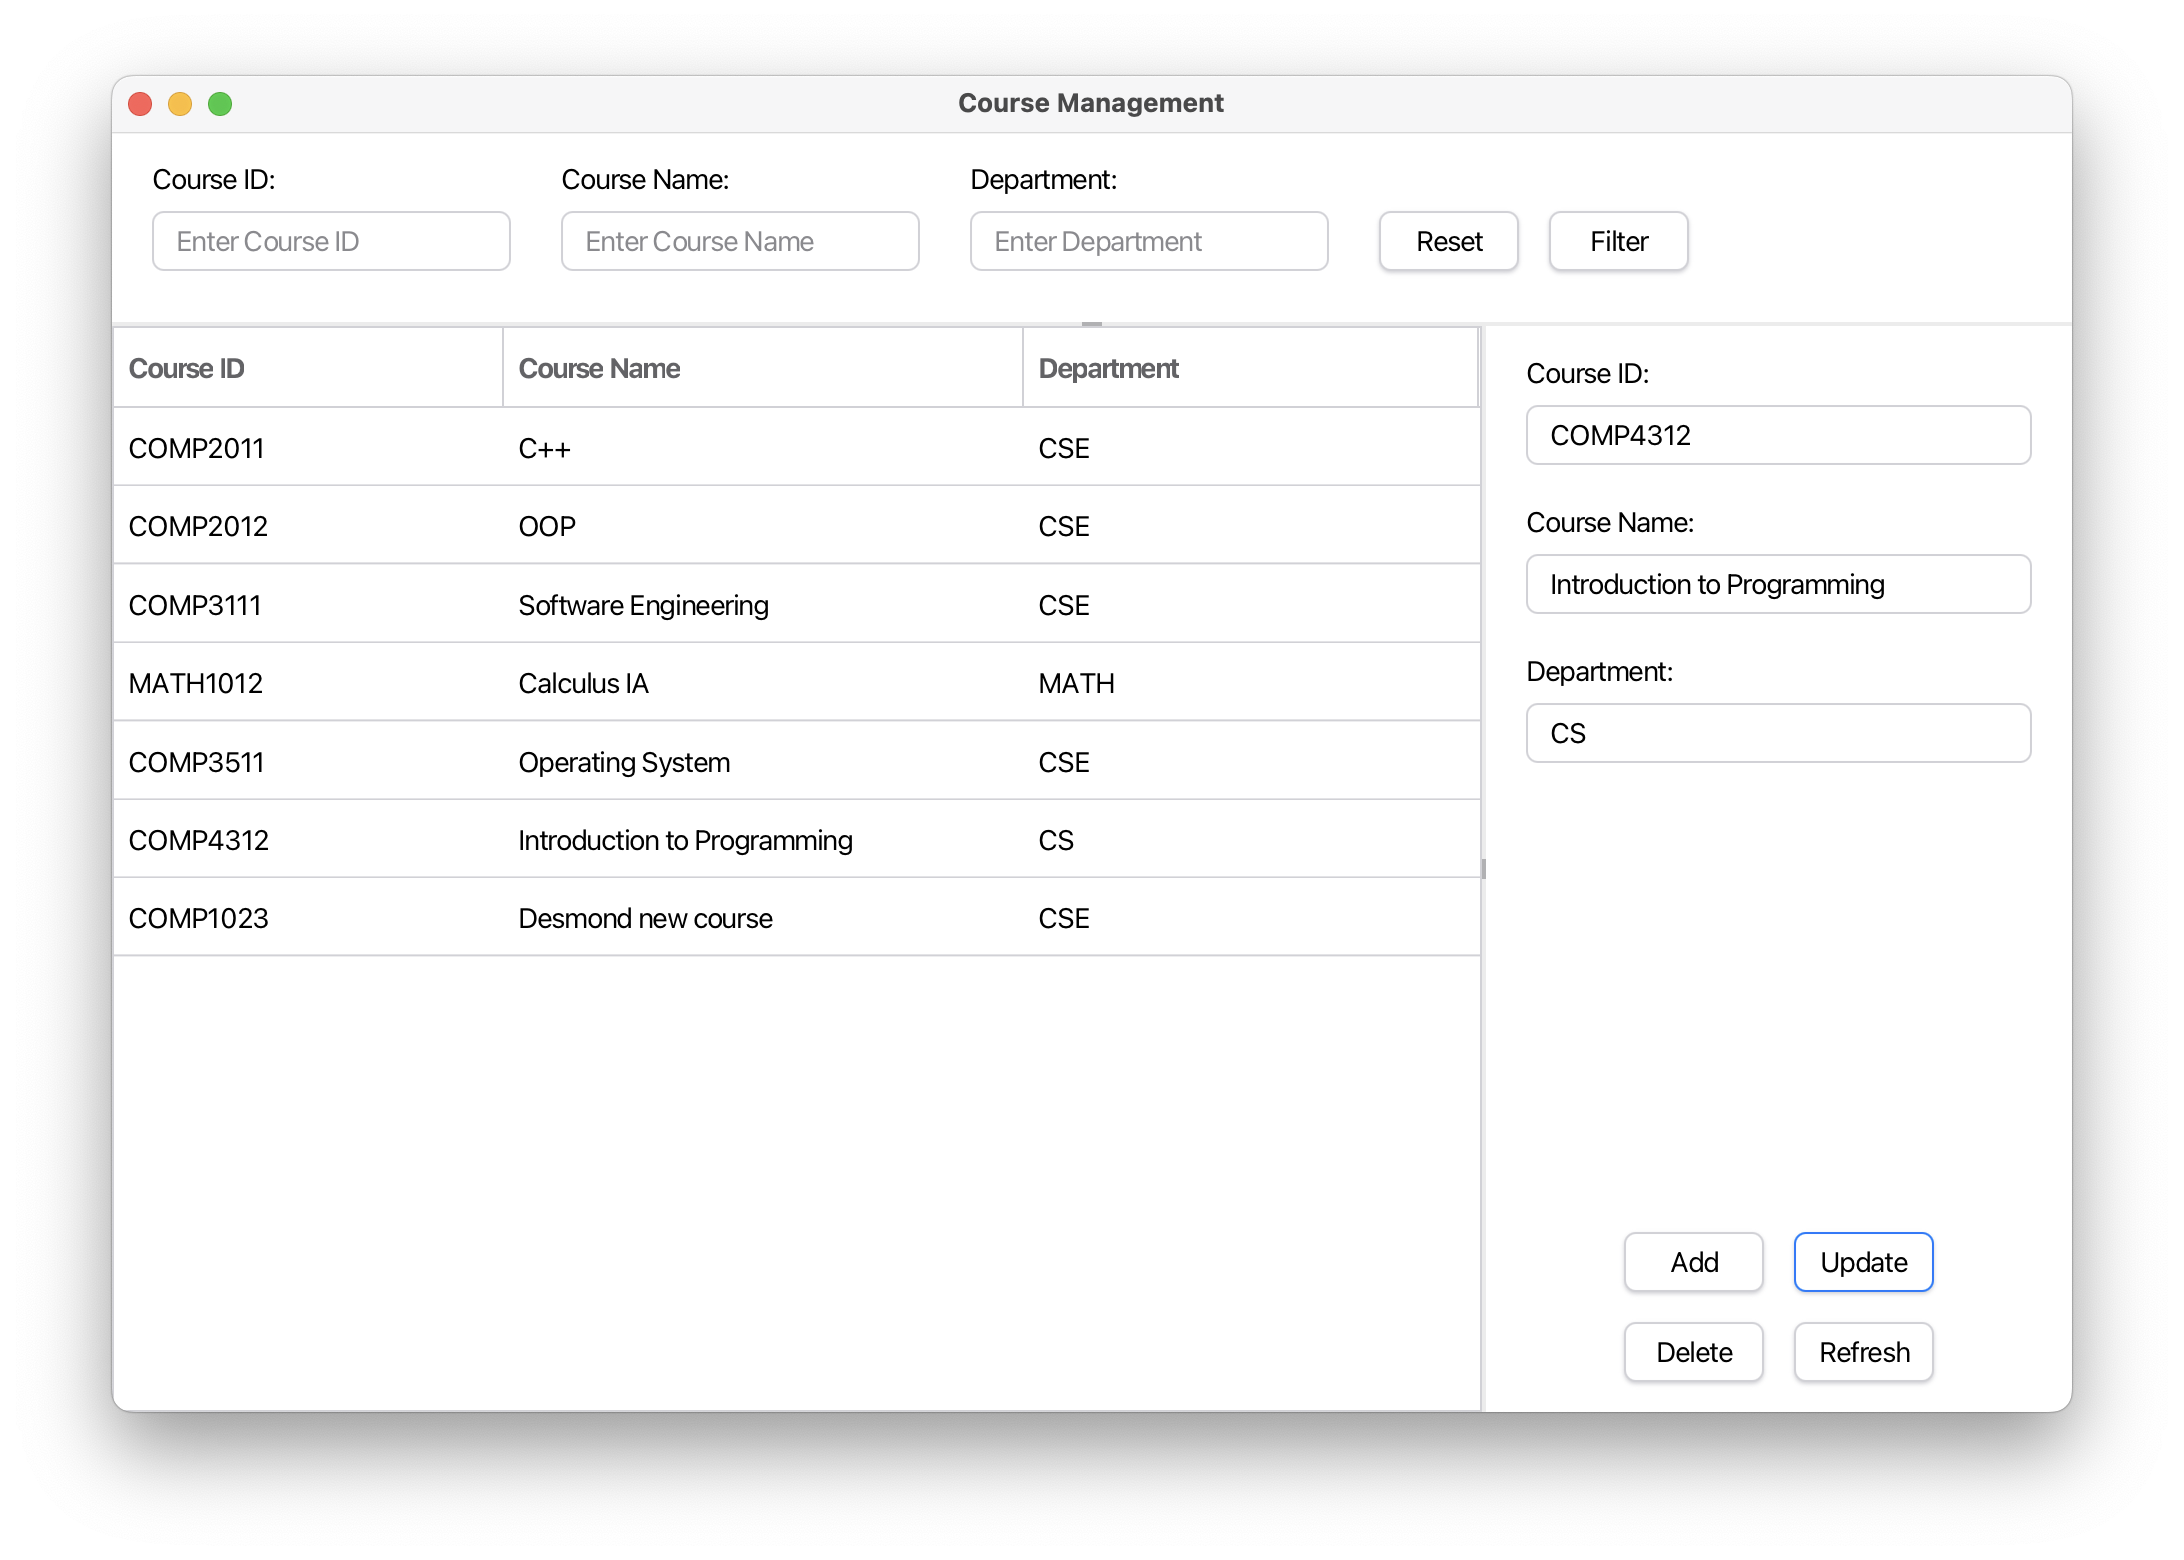 Course Management
Course ID:
Course Name:
Department:
Enter Course ID
Enter Course Name
Enter Department
Reset
Filter
Course ID Course Name Department
COMP2011 C++ CSE
COMP2012 OOP CSE
COMP3111 Software Engineering CSE
MATH1012 Calculus IA MATH
COMP3511 Operating System CSE
COMP4312 Introduction to Programming CS
COMP1023 Desmond new course CSE
Course ID:
COMP4312
Course Name:
Introduction to Programming
Department:
CS
Add
Update
Delete
Refresh